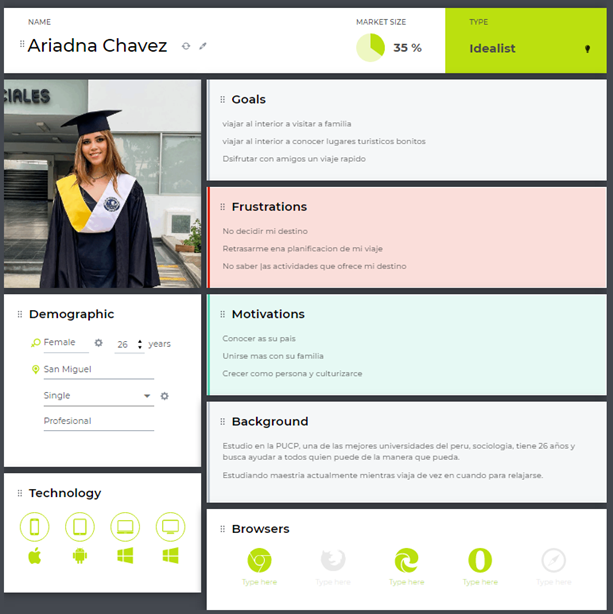 NAME
Ariadna Chavez
MARKET SIZE
35 %
TYPE
Idealist
CIALES
Goals
viajar al interior a visitar a familia
viajar al interior a conocer lugares turisticos bonitos
Dsifrutar con amigos un viaje rapido
Frustrations
No decidir mi destino
Retrasarme ena planificacion de mi viaje
No saber |as actividades que ofrece mi destino
Demographic
Female
26 years
San Miguel
Single
Profesional
Motivations
Conocer as su pais
Unirse mas con su familia
Crecer como persona y culturizarce
Background
Estudio en la PUCP, una de las mejores universidades del peru, sociologia, tiene 26 años y
busca ayudar a todos quien puede de la manera que pueda.
Estudiando maestria actualmente mientras viaja de vez en cuando para relajarse.
Technology
Browsers
Type here
Type here
Type here
Type here
Type here